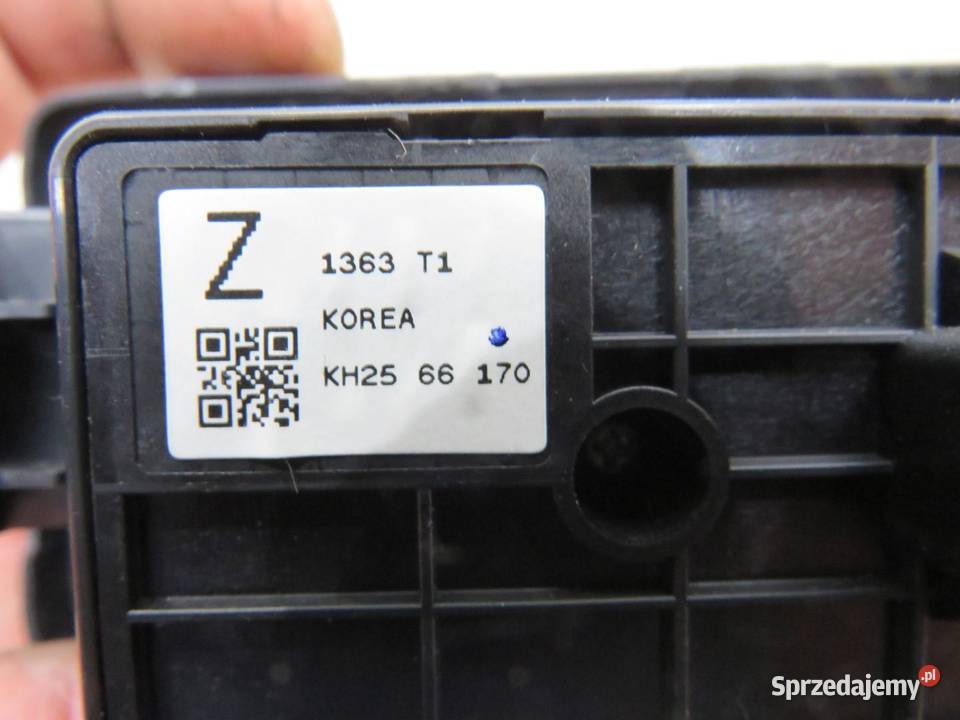 Z
1363 T1
KOREA
KH25 66 170
Sprzedajemy.pl